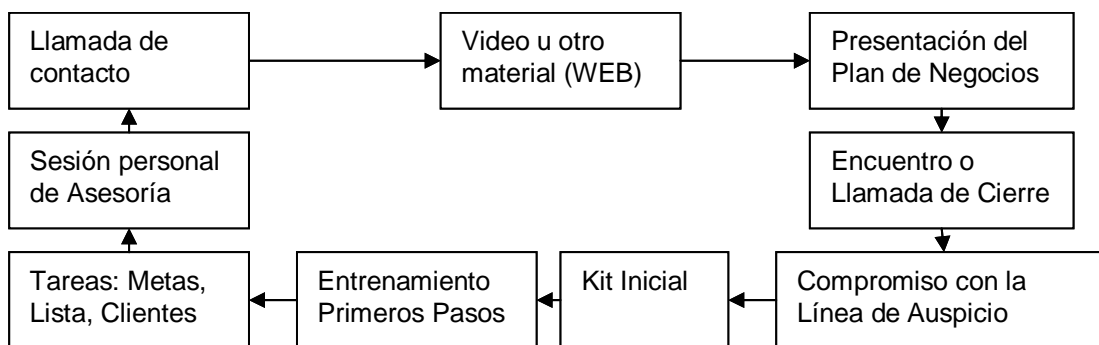 Llamada de
contacto
Video u otro
material (WEB)
Presentación del
Plan de Negocios
Sesión personal
de Asesoría
Encuentro o
Llamada de Cierre
Tareas: Metas,
Lista, Clientes
Entrenamiento
Primeros Pasos
Kit Inicial
Compromiso con la
Línea de Auspicio